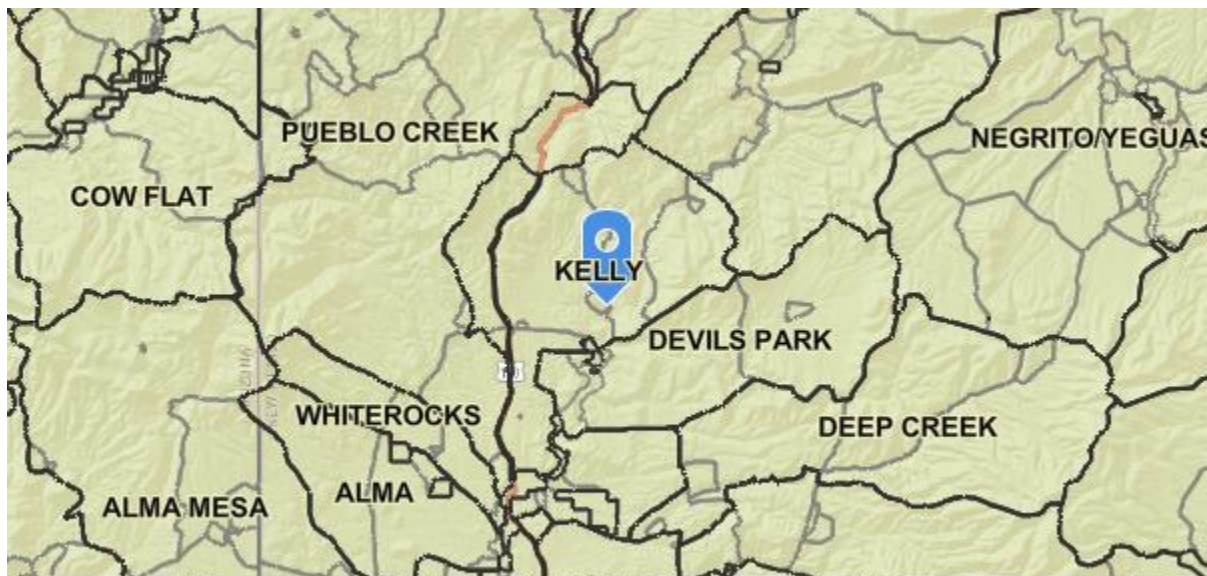 PUEBLO CREEK
NEGRITO/YEGUAS
COW FLAT
KELLY
DEVILS PARK
WHITEROCKS
DEEP CREEK
ALMA
ALMA MESA